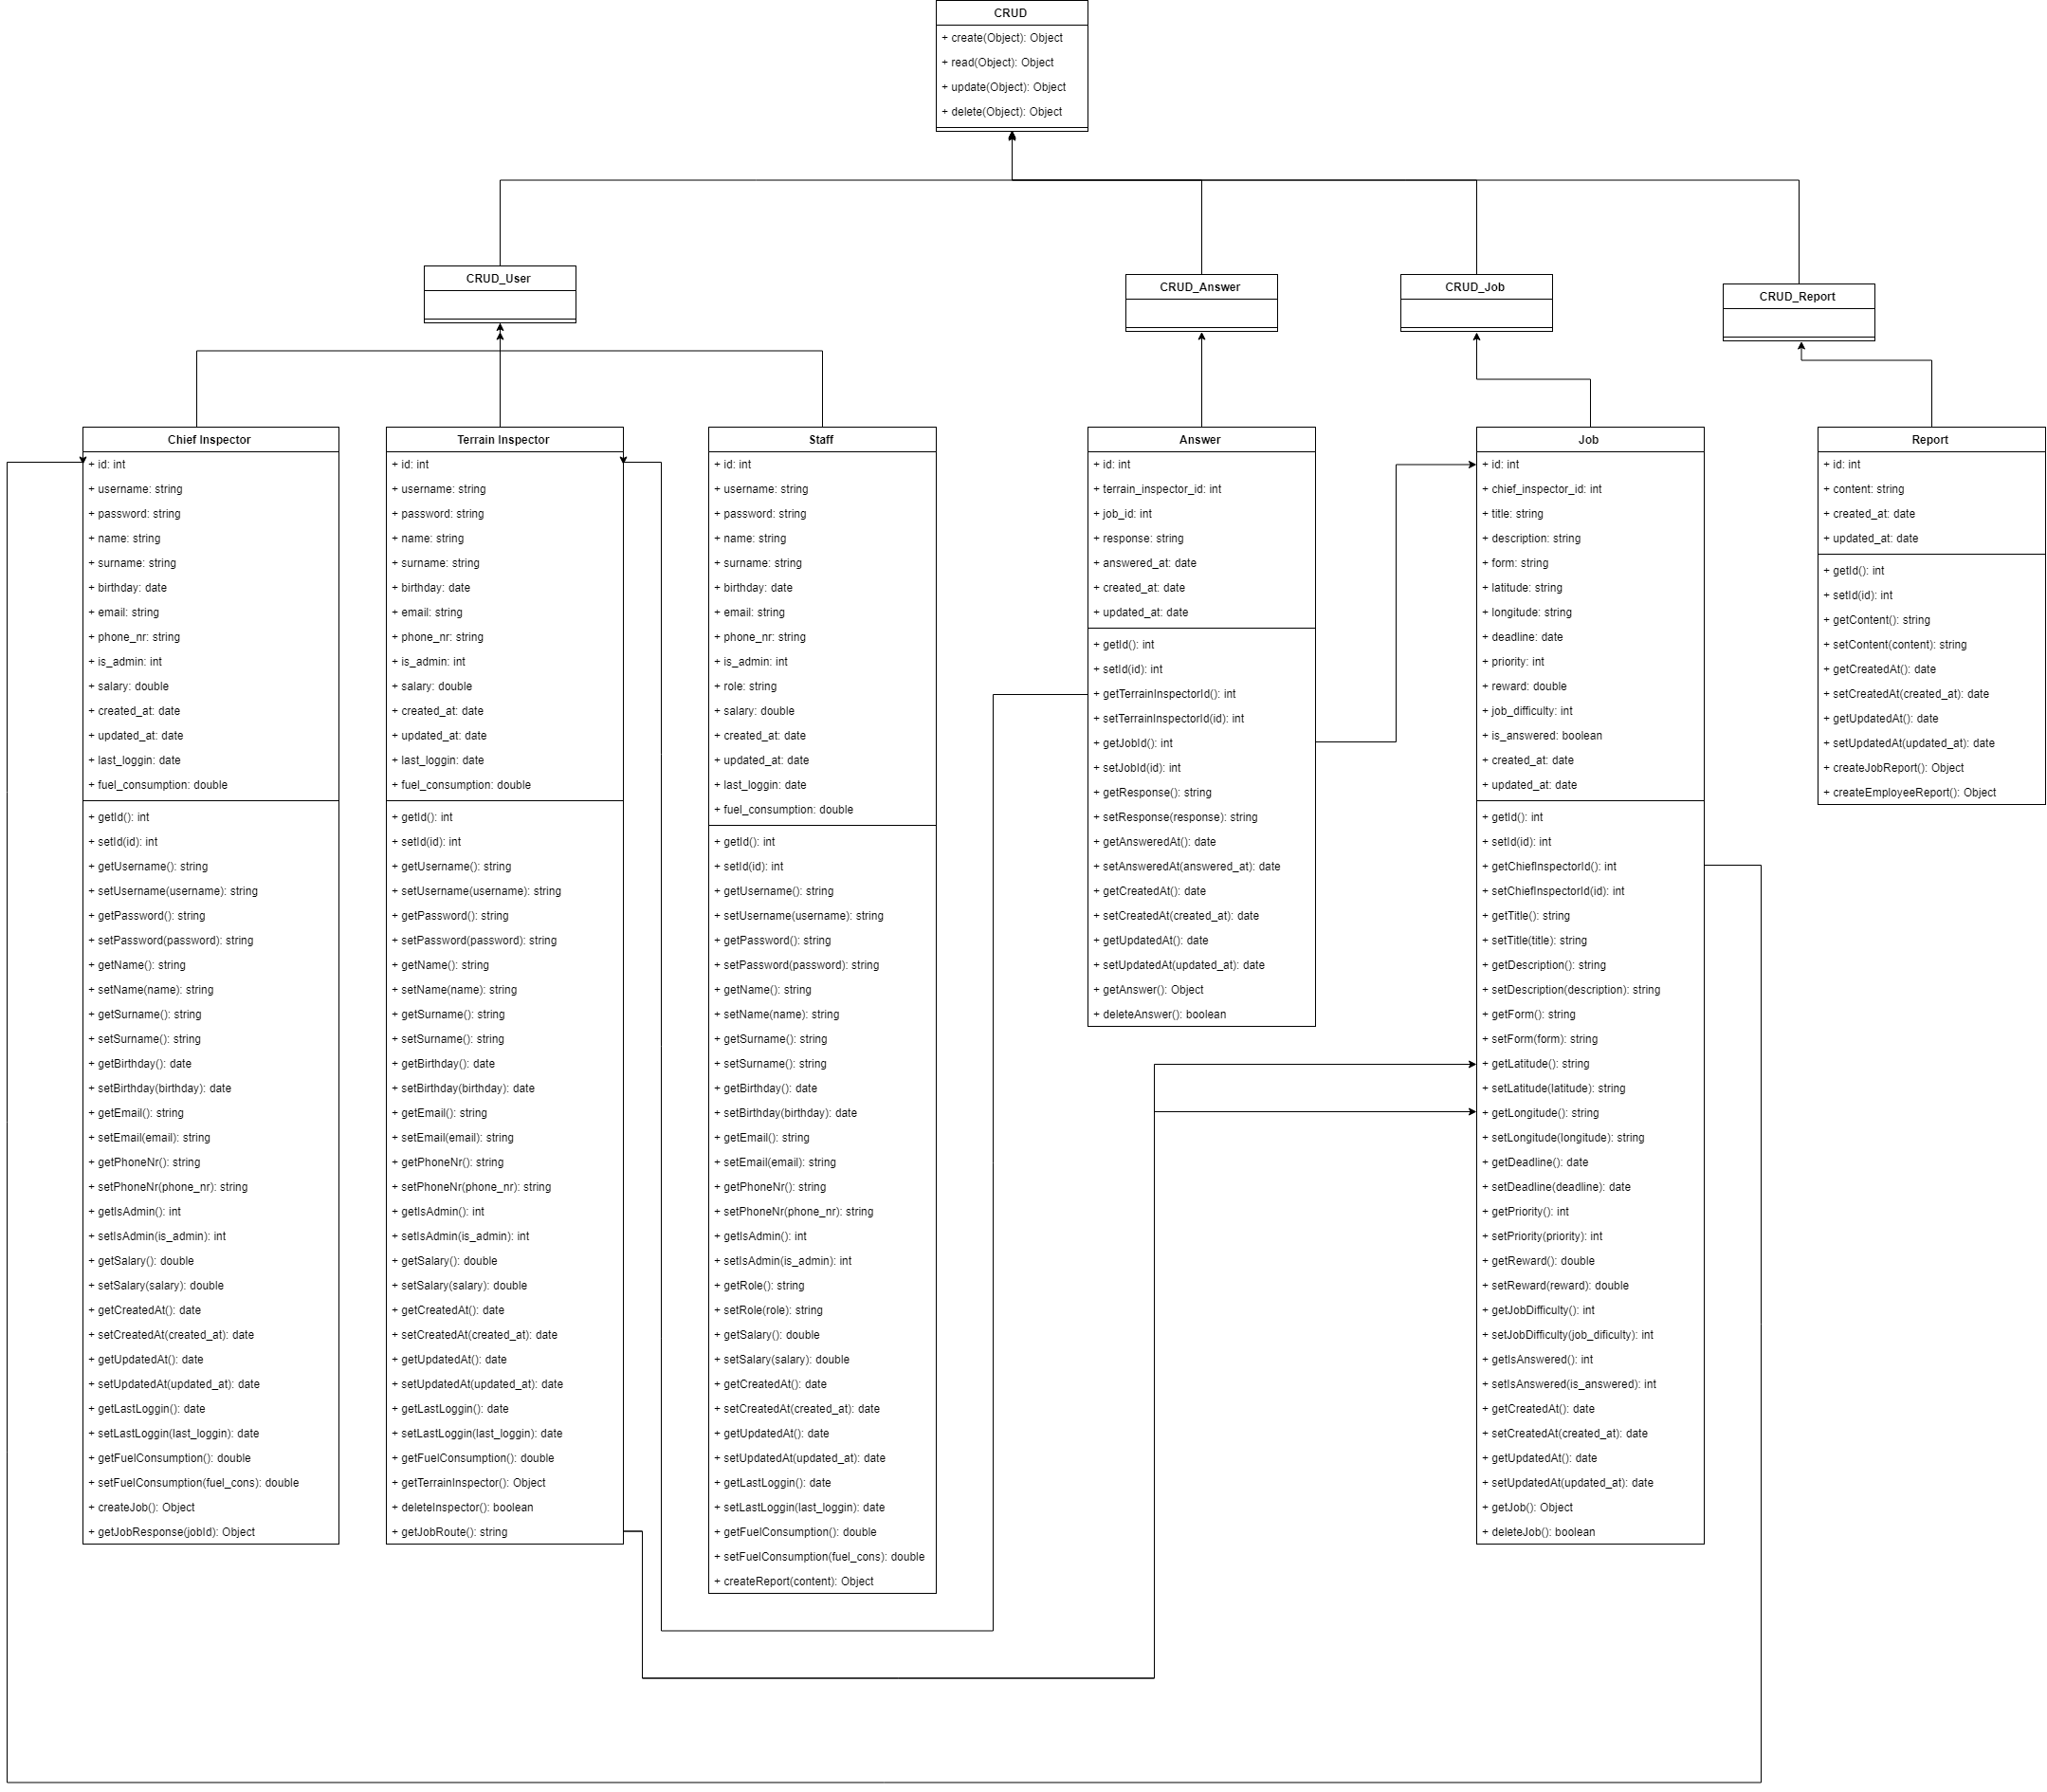 CRUD
+ create(Object): Object
+ read(Object): Object
+ update(Object): Object
+ delete(Object): Object
CRUD_User
CRUD_Answer
CRUD_Job
CRUD_Report
Chief Inspector
+ id: int
+ username: string
+ password: string
+ name: string
+ surname: string
+ birthday: date
+ email: string
+ phone_nr: string
+ is_admin: int
+ salary: double
+ created_at: date
+ updated_at: date
+ last_loggin: date
+ fuel_consumption: double
+ getId(): int
+ setId(id): int
+ getUsername(): string
+ setUsername(username): string
+ getPassword(): string
+ setPassword(password): string
+ getName(): string
+ setName(name): string
+ getSurname(): string
+ setSurname(): string
+ getBirthday(): date
+ setBirthday(birthday): date
+ getEmail(): string
+ setEmail(email): string
+ getPhoneNr(): string
+ setPhoneNr(phone_nr): string
+ getIsAdmin(): int
+ setIsAdmin(is_admin): int
+ getSalary(): double
+ setSalary(salary): double
+ getCreatedAt(): date
+ setCreatedAt(created_at): date
+ getUpdatedAt(): date
+ setUpdatedAt(updated_at): date
+ getLastLoggin(): date
+ setLastLoggin(last_loggin): date
+ getFuelConsumption(): double
+ setFuelConsumption(fuel_cons): double
+ createJob(): Object
+ getJobResponse(jobId): Object
Terrain Inspector
+ id: int
+ username: string
+ password: string
+ name: string
+ surname: string
+ birthday: date
+ email: string
+ phone_nr: string
+ is_admin: int
+ salary: double
+ created_at: date
+ updated_at: date
+ last_loggin: date
+ fuel_consumption: double
+ getId(): int
+ setId(id): int
+ getUsername(): string
+ setUsername(username): string
+ getPassword(): string
+ setPassword(password): string
+ getName(): string
+ setName(name): string
+ getSurname(): string
+ setSurname(): string
+ getBirthday(): date
+ setBirthday(birthday): date
+ getEmail(): string
+ setEmail(email): string
+ getPhoneNr(): string
+ setPhoneNr(phone_nr): string
+ getIsAdmin(): int
+ setIsAdmin(is_admin): int
+ getSalary(): double
+ setSalary(salary): double
+ getCreatedAt(): date
+ setCreatedAt(created_at): date
+ getUpdatedAt(): date
+ setUpdatedAt(updated_at): date
+ getLastLoggin(): date
+ setLastLoggin(last_loggin): date
+ getFuelConsumption(): double
+ getTerrainInspector(): Object
+ deleteInspector(): boolean
+ getJobRoute(): string
Staff
+ id: int
+ username: string
+ password: string
+ name: string
+ surname: string
+ birthday: date
+ email: string
+ phone_nr: string
+ is_admin: int
+ role: string
+ salary: double
+ created_at: date
+ updated_at: date
+ last_loggin: date
+ fuel_consumption: double
+ getId(): int
+ setId(id): int
+ getUsername(): string
+ setUsername(username): string
+ getPassword(): string
+ setPassword(password): string
+ getName(): string
+ setName(name): string
+ getSurname(): string
+ setSurname(): string
+ getBirthday(): date
+ setBirthday(birthday): date
+ getEmail(): string
+ setEmail(email): string
+ getPhoneNr(): string
+ setPhoneNr(phone_nr): string
+ getIsAdmin(): int
+ setIsAdmin(is_admin): int
+ getRole(): string
+ setRole(role): string
+ getSalary(): double
+ setSalary(salary): double
+ getCreatedAt(): date
+ setCreatedAt(created_at): date
+ getUpdatedAt(): date
+ setUpdatedAt(updated_at): date
+ getLastLoggin(): date
+ setLastLoggin(last_loggin): date
+ getFuelConsumption(): double
+ setFuelConsumption(fuel_cons): double
+ createReport(content): Object
Answer
+ id: int
+ terrain_inspector_id: int
+ job_id: int
+ response: string
+ answered_at: date
+ created_at: date
+ updated_at: date
+ getId(): int
+ setId(id): int
+ getTerrainInspectorId(): int
+ setTerrainInspectorId(id): int
+ getJobId(): int
+ setJobId(id): int
+ getResponse(): string
+ setResponse(response): string
+ getAnsweredAt(): date
+ setAnsweredAt(answered_at): date
+ getCreatedAt(): date
+ setCreatedAt(created_at): date
+ getUpdatedAt(): date
+ setUpdatedAt(updated_at): date
+ getAnswer(): Object
+ deleteAnswer(): boolean
Job
+ id: int
+ chief_inspector_id: int
+ title: string
+ description: string
+ form: string
+ latitude: string
+ longitude: string
+ deadline: date
+ priority: int
+ reward: double
+ job_difficulty: int
+ is_answered: boolean
+ created_at: date
+ updated_at: date
+ getId(): int
+ setId(id): int
+ getChiefInspectorId(): int
+ setChiefInspectorId(id): int
+ getTitle(): string
+ setTitle(title): string
+ getDescription(): string
+ setDescription(description): string
+ getForm(): string
+ setForm(form): string
+ getLatitude(): string
+ setLatitude(latitude): string
+ getLongitude(): string
+ setLongitude(longitude): string
+ getDeadline(): date
+ setDeadline(deadline): date
+ getPriority(): int
+ setPriority(priority): int
+ getReward(): double
+ setReward(reward): double
+ getJobDifficulty(): int
+ setJobDifficulty(job_dificulty): int
+ getIsAnswered(): int
+ setIsAnswered(is_answered): int
+ getCreatedAt(): date
+ setCreatedAt(created_at): date
+ getUpdatedAt(): date
+ setUpdatedAt(updated_at): date
+ getJob(): Object
+ deleteJob(): boolean
Report
+ id: int
+ content: string
+ created_at: date
+ updated_at: date
+ getId(): int
+ setId(id): int
+ getContent(): string
+ setContent(content): string
+ getCreatedAt(): date
+ setCreatedAt(created_at): date
+ getUpdatedAt(): date
+ setUpdatedAt(updated_at): date
+ createJobReport(): Object
+ createEmployeeReport(): Object